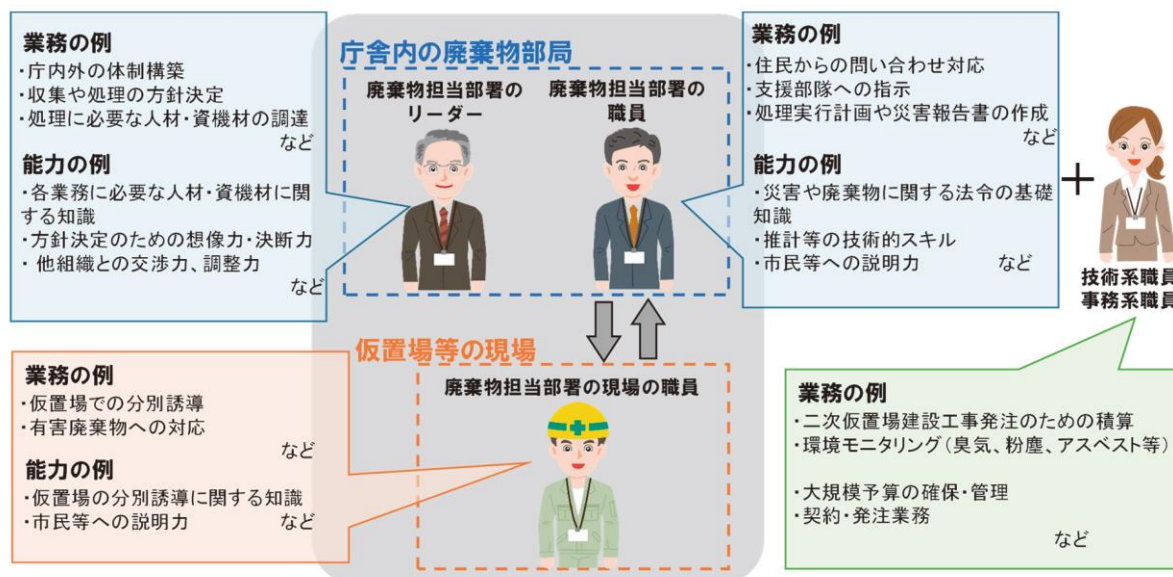 業務の例
・庁内外の体制構築
・収集や処理の方針決定
・処理に必要な人材・資機材の調達
など
能力の例
・各業務に必要な人材・資機材に関
する知識
・方針決定のための想像力・決断力
・他組織との交渉力、調整力
など
庁舎内の廃棄物部局
廃棄物担当部署の
リーダー
廃棄物担当部署の
職員
業務の例
・住民からの問い合わせ対応
・支援部隊への指示
・処理実行計画や災害報告書の作成
など
能力の例
・災害や廃棄物に関する法令の基礎
知識
・推計等の技術的スキル
・市民等への説明力 など
+
技術系職員
事務系職員
仮置場等の現場
廃棄物担当部署の現場の職員
業務の例
・仮置場での分別誘導
・有害廃棄物への対応
など
能力の例
・仮置場の分別誘導に関する知識
・市民等への説明力 など
業務の例
・二次仮置場建設工事発注のための積算
・環境モニタリング(臭気、粉塵、アスベスト等)
・大規模予算の確保・管理
・契約・発注業務
など